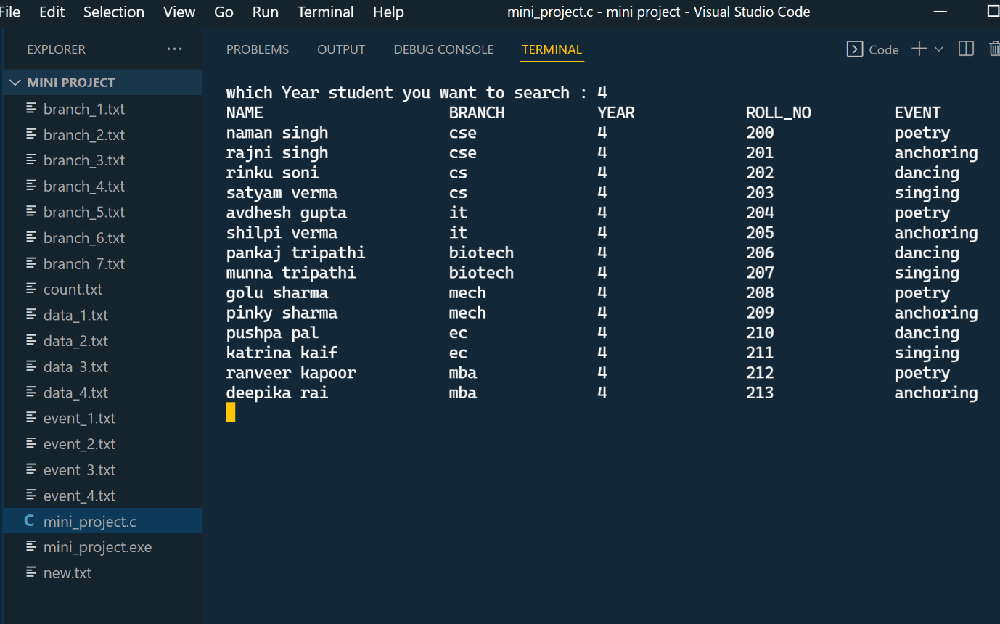 File Edit Selection View Go Run Terminal Help mini_project.c - mini project - Visual Studio Code
EXPLORER ...
MINI PROJECT
branch_1.txt
branch_2.txt
branch_3.txt
branch_4.txt
branch_5.txt
branch_6.txt
branch_7.txt
count.txt
data_1.txt
data_2.txt
data_3.txt
data_4.txt
event_1.txt
event_2.txt
event_3.txt
event_4.txt
C mini_project.c
mini_project.exe
new.txt
PROBLEMS OUTPUT DEBUG CONSOLE TERMINAL Code
which Year student you want to search : 4
NAME BRANCH YEAR ROLL_NO EVENT
naman singh cse 4 200 poetry
rajni singh cse 4 201 anchoring
rinku soni cs 4 202 dancing
satyam verma cs 4 203 singing
avdhesh gupta it 4 204 poetry
shilpi verma it 4 205 anchoring
pankaj tripathi biotech 4 206 dancing
munna tripathi biotech 4 207 singing
golu sharma mech 4 208 poetry
pinky sharma mech 4 209 anchoring
pushpa pal ec 4 210 dancing
katrina kaif ec 4 211 singing
ranveer kapoor mba 4 212 poetry
deepika rai mba 4 213 anchoring